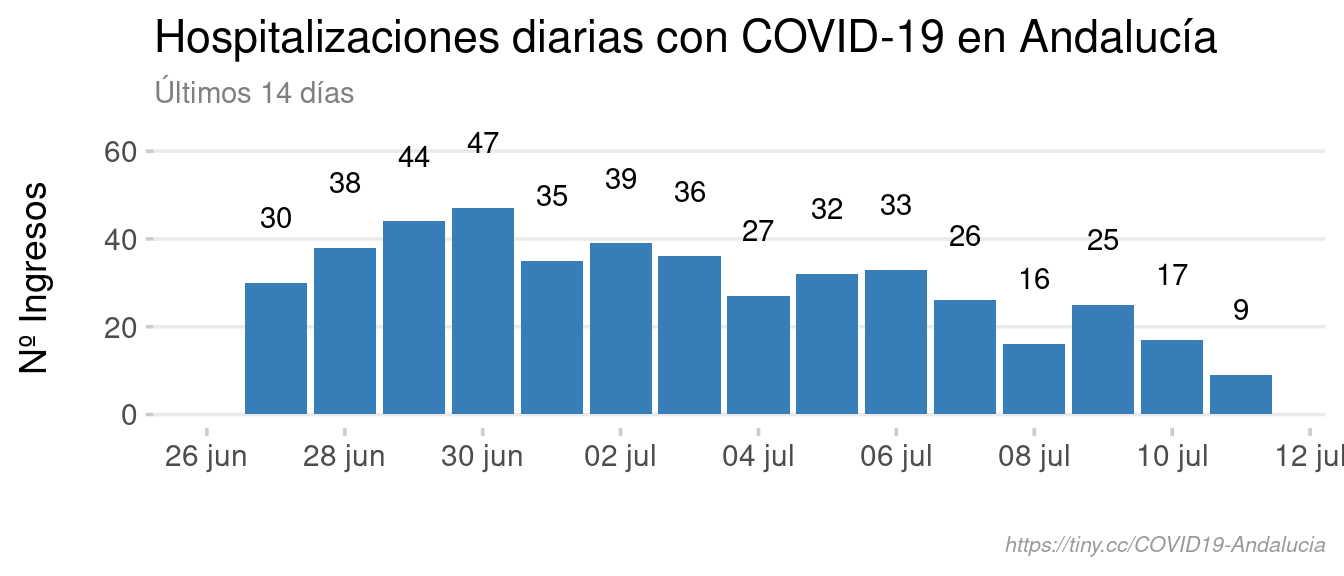 Hospitalizaciones diarias con COVID-19 en Andalucía
Últimos 14 días
Nº Ingresos
60
40
20
0
30
38
44
47
35
39
36
27
32
33
26
16
25
17
9
26 jun
28 jun
30 jun
02 jul
04 jul
06 jul
08 jul
10 jul
12 jul
https://tiny.cc/COVID19-Andalucia